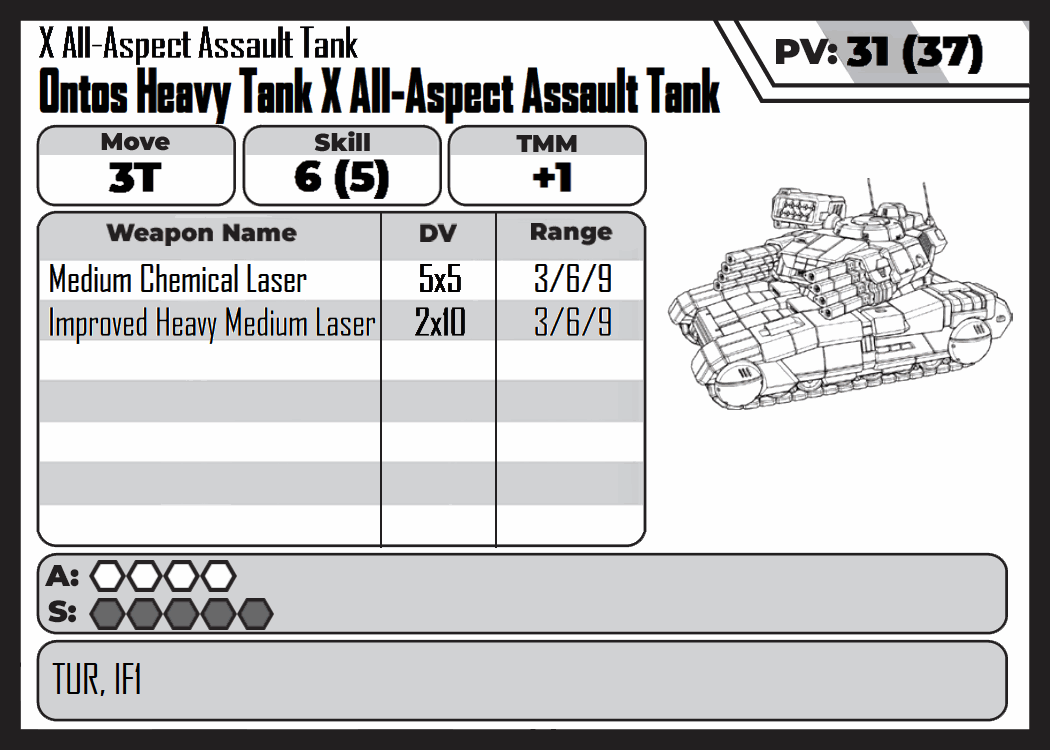 X All-Aspect Assault Tank
PV: 31 (37)
Ontos Heavy Tank X All-Aspect Assault Tank
Move Skill TMM
3T 6 (5) +1
Weapon Name DV Range
Medium Chemical Laser 5x5 3/6/9
Improved Heavy Medium Laser 2x10 3/6/9
A:
S:
TUR, IF1